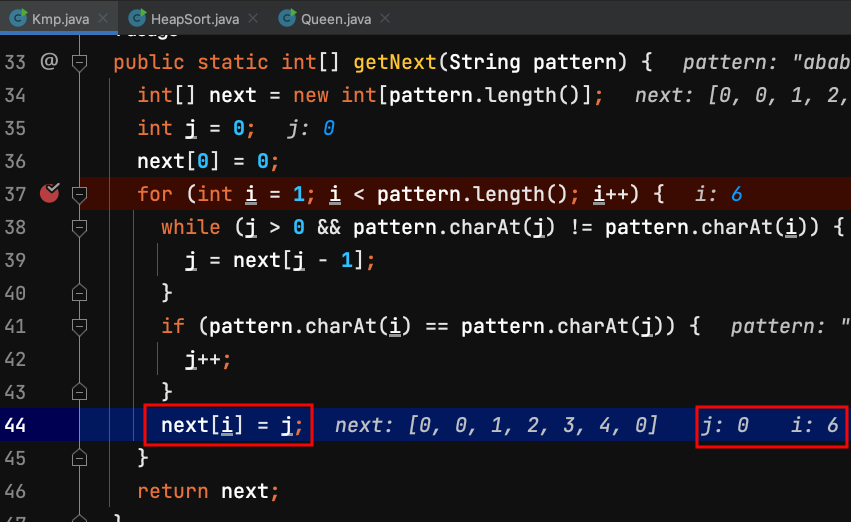 Kmp.java × HeapSort.java × Queen.java ×
33 @ public static int[] getNext(String pattern) { pattern: "abab
34 int[] next = new int[pattern.length()]; next: [0, 0, 1, 2,
35 int j = 0; j: 0
36 next[0] = 0;
37 for (int i = 1; i < pattern.length(); i++) { i: 6
38 while (j > 0 && pattern.charAt(j) != pattern.charAt(i)) {
39 j = next[j - 1];
40 }
41 if (pattern.charAt(i) == pattern.charAt(j)) { pattern: "
42 j++;
43 }
44 next[i] = j; next: [0, 0, 1, 2, 3, 4, 0] j: 0 i: 6
45 }
46 return next;
47 }